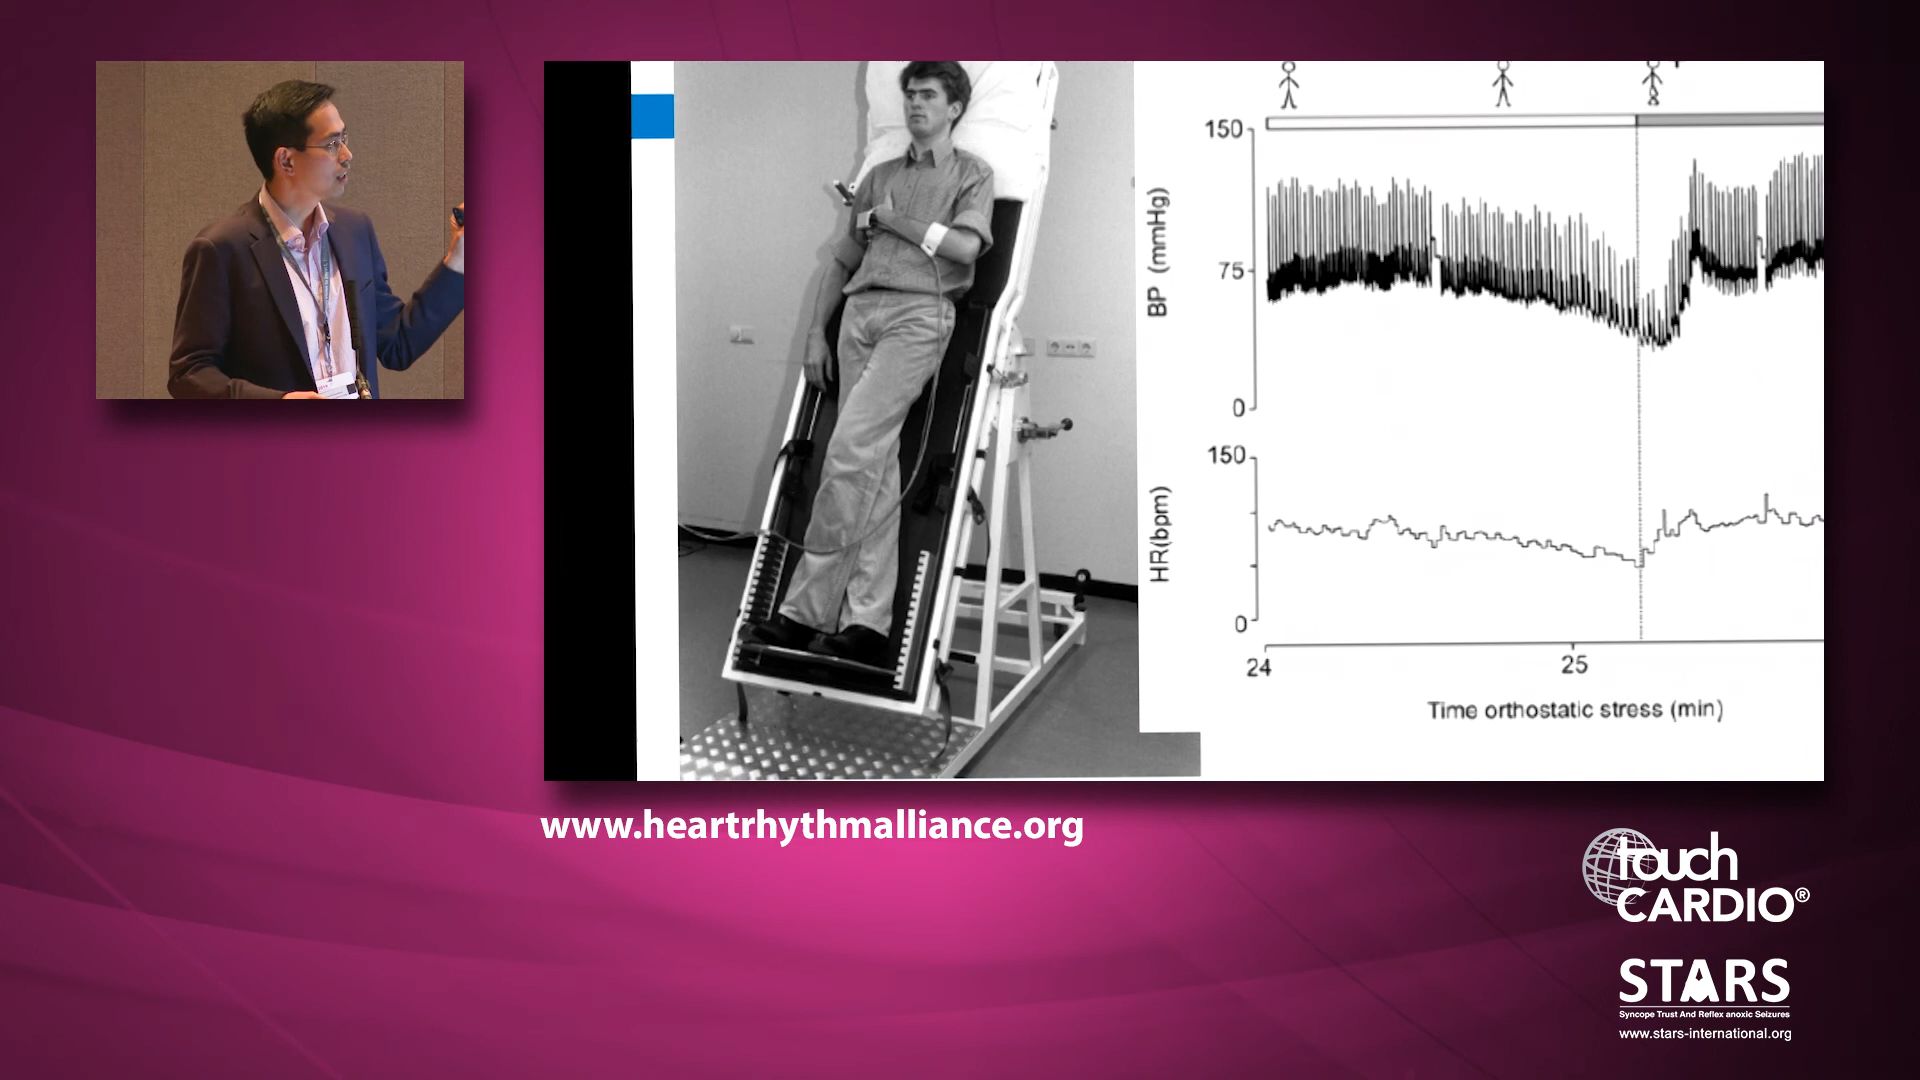 150
75
0
BP (mmHg)
150
0
HR(bpm)
24
25
Time orthostatic stress (min)
www.heartrhythmalliance.org
touch
CARDIO®
STARS
Syncope Trust And Reflex anoxic Seizures
www.stars-international.org